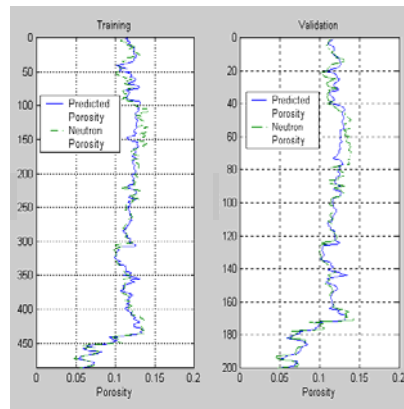 Training
0
50
100
150
200
250
300
350
400
450
0
0.05
0.1
0.15
0.2
Porosity
Predicted
Porosity
Neutron
Porosity
Validation
0
20
40
60
80
100
120
140
160
180
200
0
0.05
0.1
0.15
0.2
Porosity
Predicted
Porosity
Neutron
Porosity